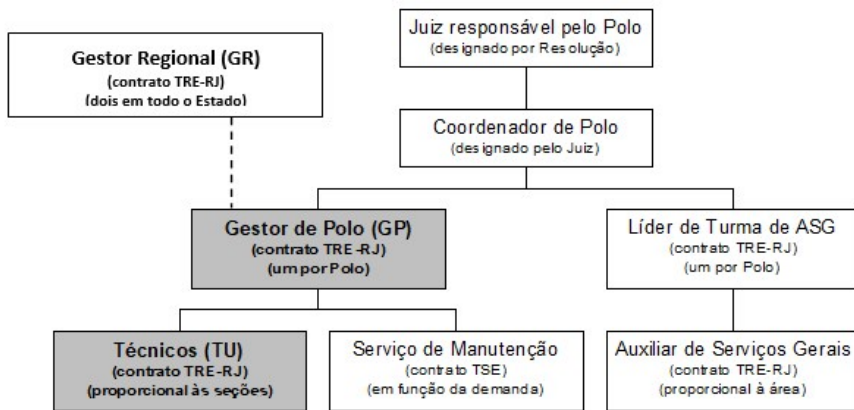 Gestor Regional (GR)
(contrato TRE-RJ)
(dois em todo o Estado)
Juiz responsável pelo Polo
(designado por Resolução)
Coordenador de Polo
(designado pelo Juiz)
Gestor de Polo (GP)
(contrato TRE-RJ)
(um por Polo)
Líder de Turma de ASG
(contrato TRE-RJ)
(um por Polo)
Técnicos (TU)
(contrato TRE-RJ)
(proporcional às seções)
Serviço de Manutenção
(contrato TSE)
(em função da demanda)
Auxiliar de Serviços Gerais
(contrato TRE-RJ)
(proporcional à área)